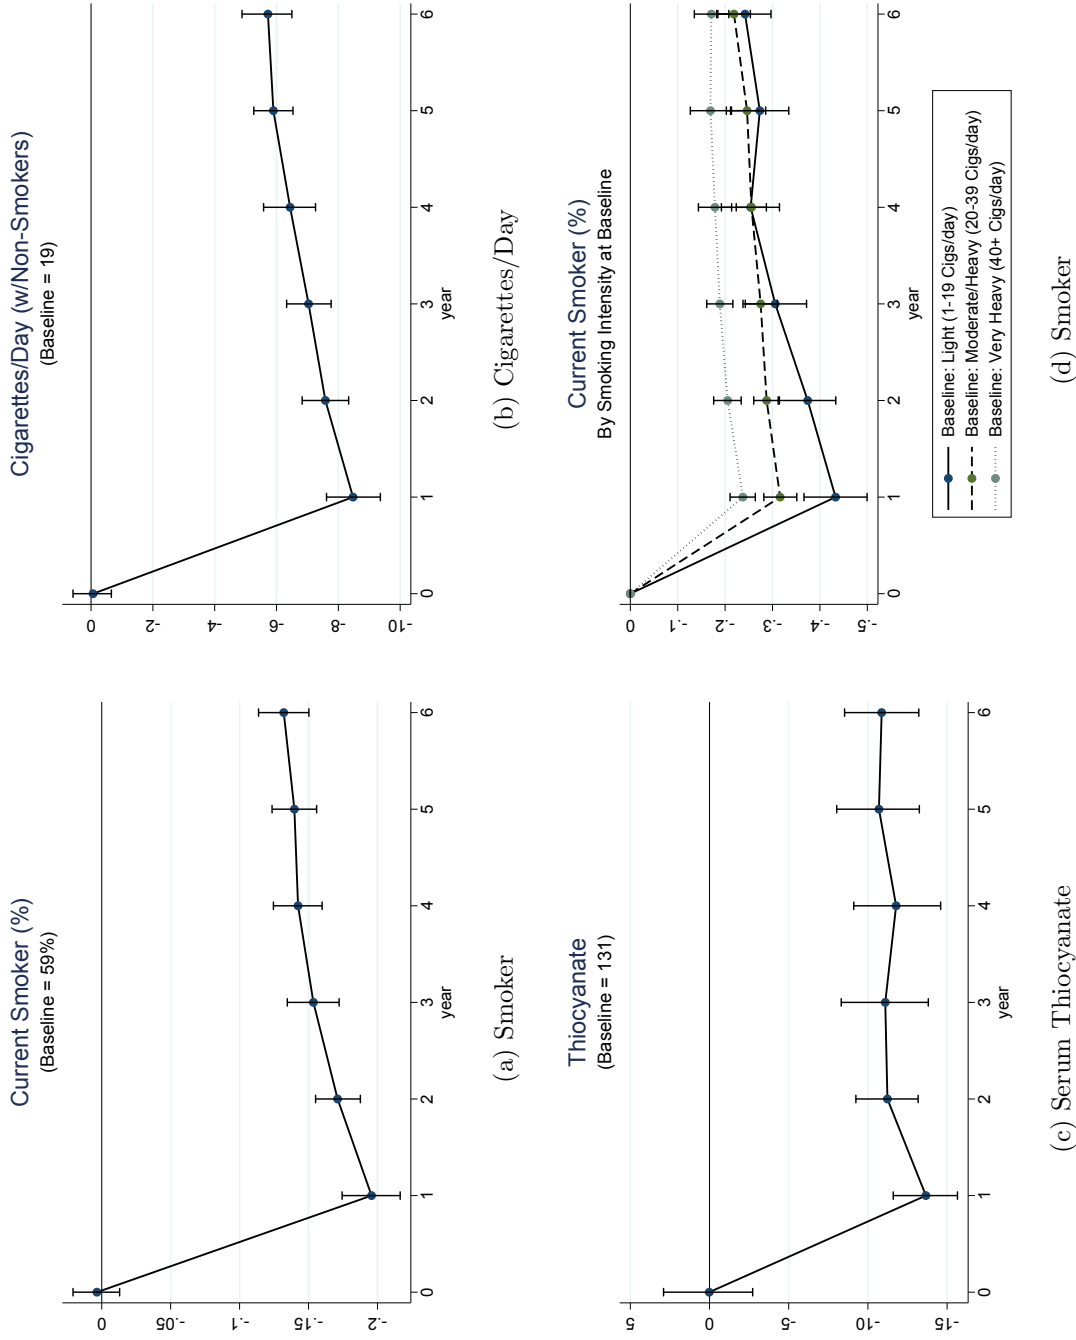 Current Smoker (%)
(Baseline = 59%)
0
-.05
-.1
-.15
-.2
0 1 2 3 4 5 6
year
(a) Smoker
Cigarettes/Day (w/Non-Smokers)
(Baseline = 19)
0
-2
-4
-6
-8
-10
0 1 2 3 4 5 6
year
(b) Cigarettes/Day
Thiocyanate
(Baseline = 131)
5
0
-5
-10
-15
0 1 2 3 4 5 6
year
(c) Serum Thiocyanate
Current Smoker (%)
By Smoking Intensity at Baseline
0
-.1
-.2
-.3
-.4
-.5
0 1 2 3 4 5 6
year
Baseline: Light (1-19 Cigs/day)
Baseline: Moderate/Heavy (20-39 Cigs/day)
Baseline: Very Heavy (40+ Cigs/day)
(d) Smoker